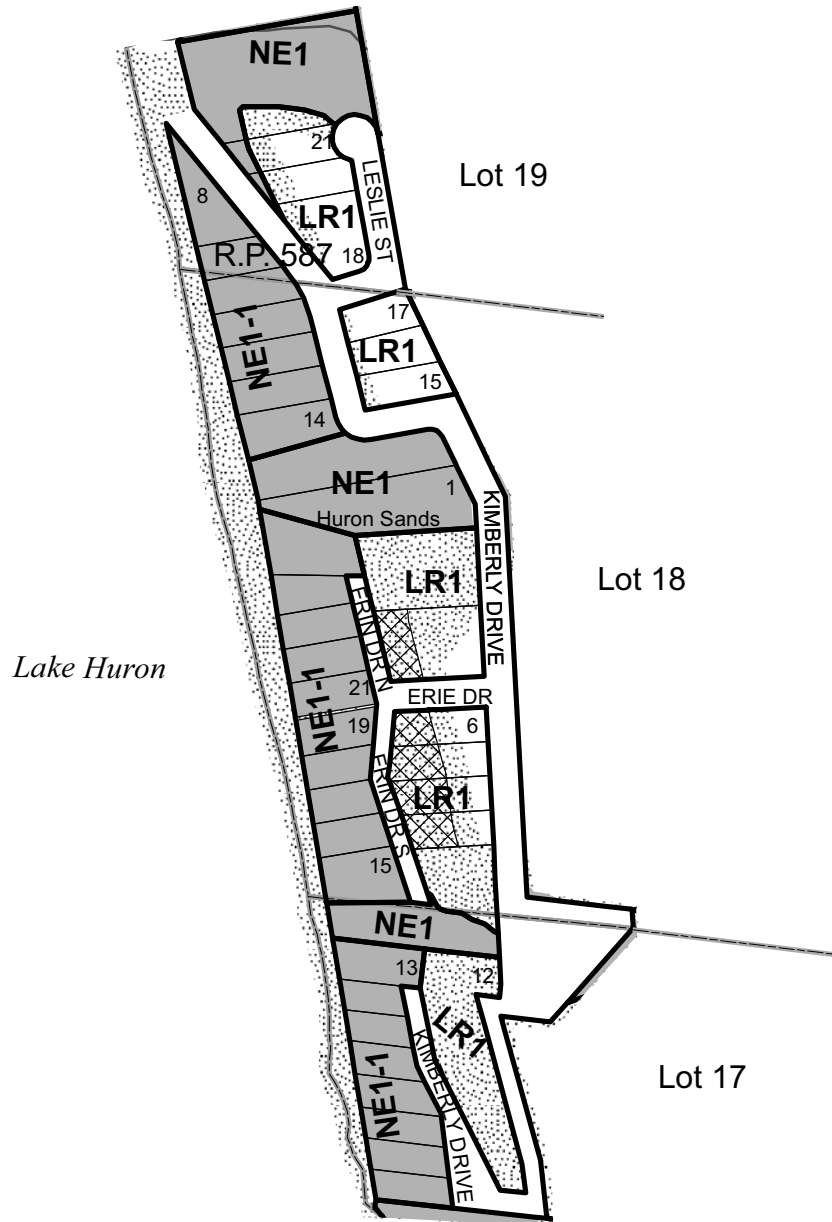 NE1
21
LESLIE ST
Lot 19
8
LR1
R.P. 587
18
17
NE1-1
LR1
15
14
NE1
1
Huron Sands
KIMBERLY DRIVE
LR1
Lot 18
ERIN DR N
Lake Huron
21
ERIE DR
NE1-1
19
6
ERIN DR S
LR1
15
NE1
13
12
LR1
KIMBERLY DRIVE
Lot 17
NE1-1